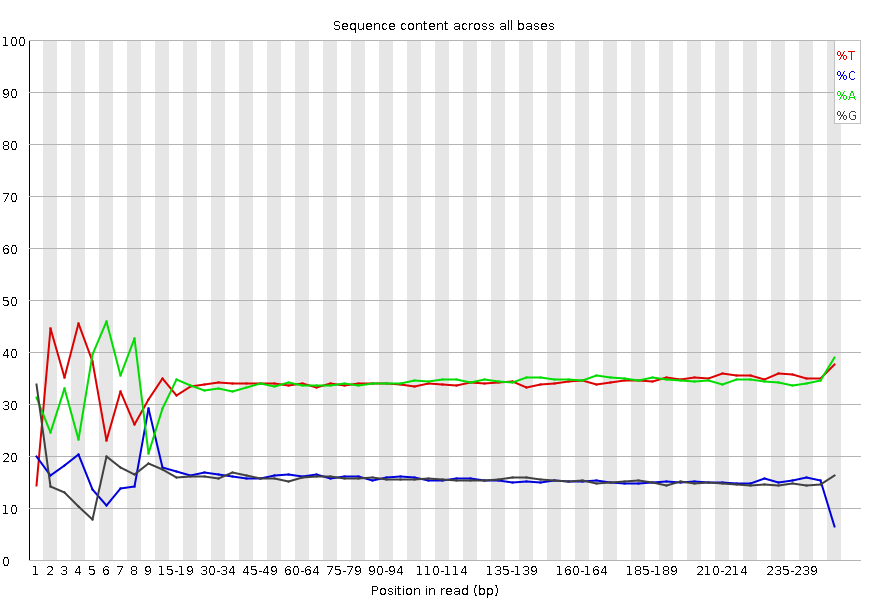 Sequence content across all bases
100
90
80
70
60
50
40
30
20
10
0
%T
%C
%A
%G
1 2 3 4 5 6 7 8 9 15-19 30-34 45-49 60-64 75-79 90-94 110-114 135-139 160-164 185-189 210-214 235-239
Position in read (bp)